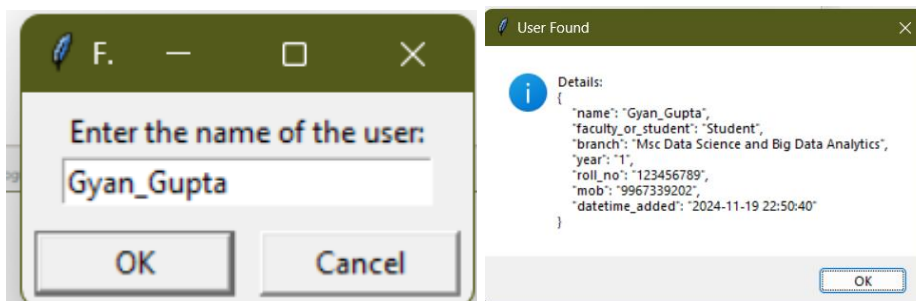 F.
Enter the name of the user:
Gyan_Gupta
OK
Cancel
User Found
Details:
{
"name": "Gyan_Gupta",
"faculty_or_student": "Student",
"branch": "Msc Data Science and Big Data Analytics",
"year": "1",
"roll_no": "123456789",
"mob": "9967339202",
"datetime_added": "2024-11-19 22:50:40"
}
OK